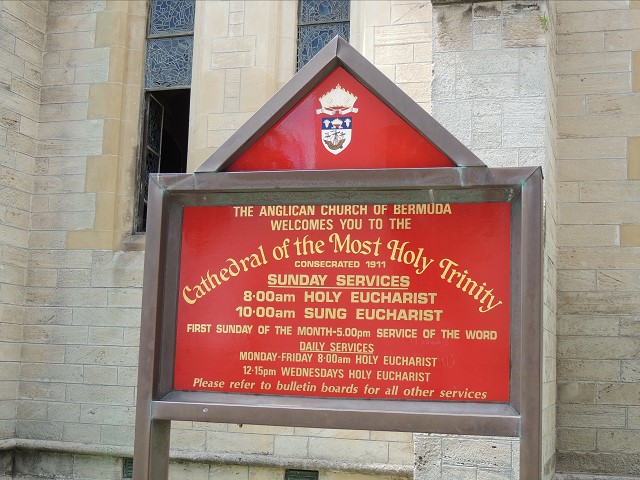 THE ANGLICAN CHURCH OF BERMUDA
WELCOMES YOU TO THE
Cathedral of the Most Holy Trinity
CONSECRATED 1911
SUNDAY SERVICES
8·00am HOLY EUCHARIST
10·00am SUNG EUCHARIST
FIRST SUNDAY OF THE MONTH-5.00pm SERVICE OF THE WORD
DAILY SERVICES
MONDAY-FRIDAY 8:00am HOLY EUCHARIST
12·15pm WEDNESDAYS HOLY EUCHARIST
Please refer to bulletin boards for all other services